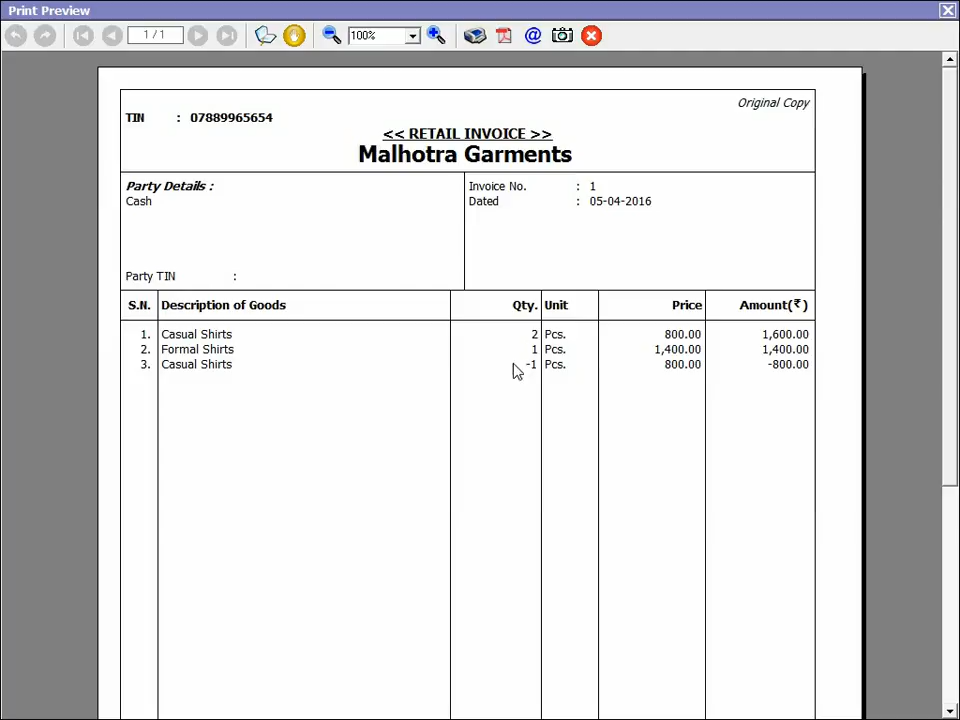 Print Preview
1 / 1
100%
Original Copy
TIN : 07889965654
<< RETAIL INVOICE >>
Malhotra Garments
Party Details :
Cash
Party TIN :
Invoice No. : 1
Dated : 05-04-2016
S.N. Description of Goods Qty. Unit Price Amount(₹)
1. Casual Shirts 2 Pcs. 800.00 1,600.00
2. Formal Shirts 1 Pcs. 1,400.00 1,400.00
3. Casual Shirts -1 Pcs. 800.00 -800.00